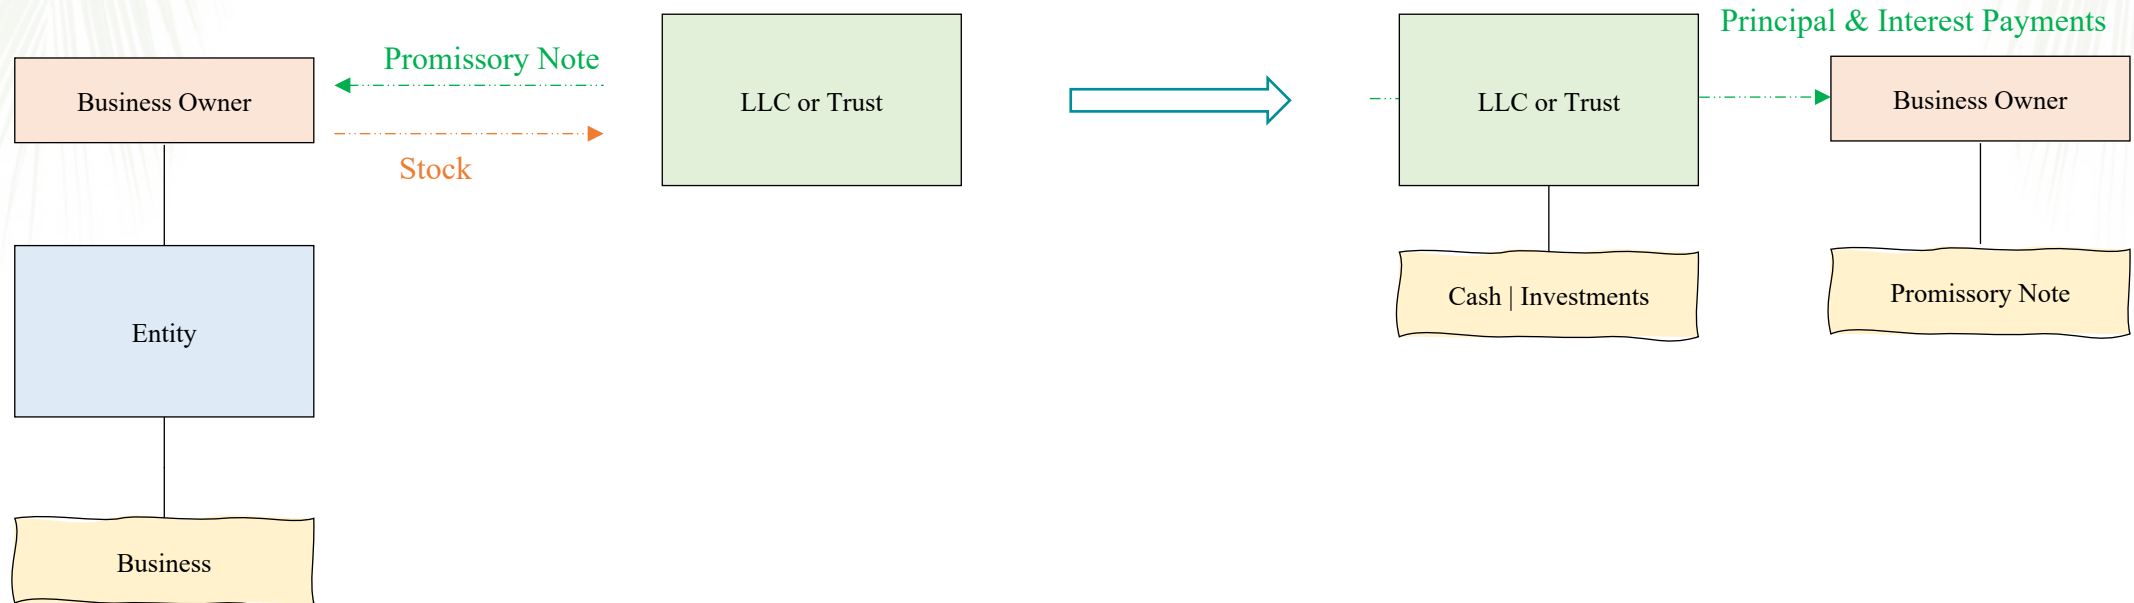 Principal & Interest Payments
Promissory Note
Business Owner
LLC or Trust
LLC or Trust
Business Owner
Stock
Cash | Investments
Promissory Note
Entity
Business